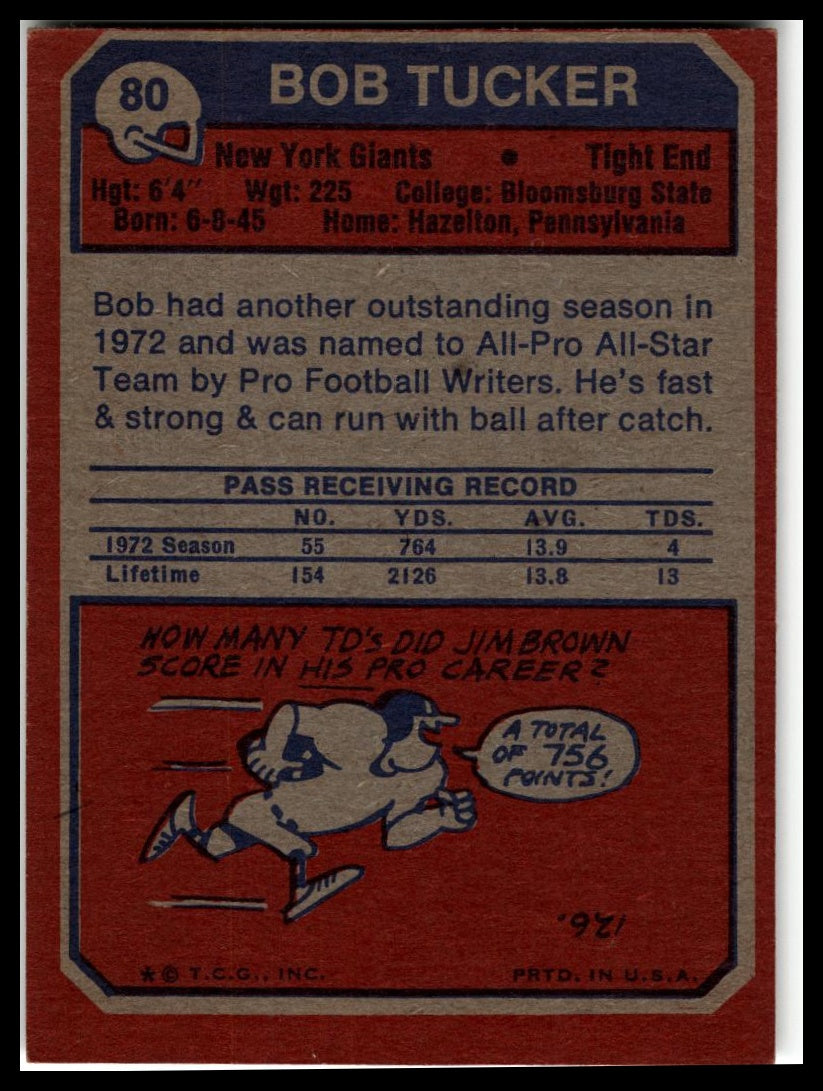 80
BOB TUCKER
New York Giants • Tight End
Hgt: 6'4" Wgt: 225 College: Bloomsburg State
Born: 6-8-45 Home: Hazelton, Pennsylvania
Bob had another outstanding season in
1972 and was named to All-Pro All-Star
Team by Pro Football Writers. He's fast
& strong & can run with ball after catch.
PASS RECEIVING RECORD
NO. YDS. AVG. TDS.
1972 Season 55 764 13.9 4
Lifetime 154 2126 13.8 13
HOW MANY TD'S DID JIM BROWN
SCORE IN HIS PRO CAREER?
A TOTAL
OF 756
POINTS!
126.
★ © T.C.G., INC. PRTD. IN U.S.A.